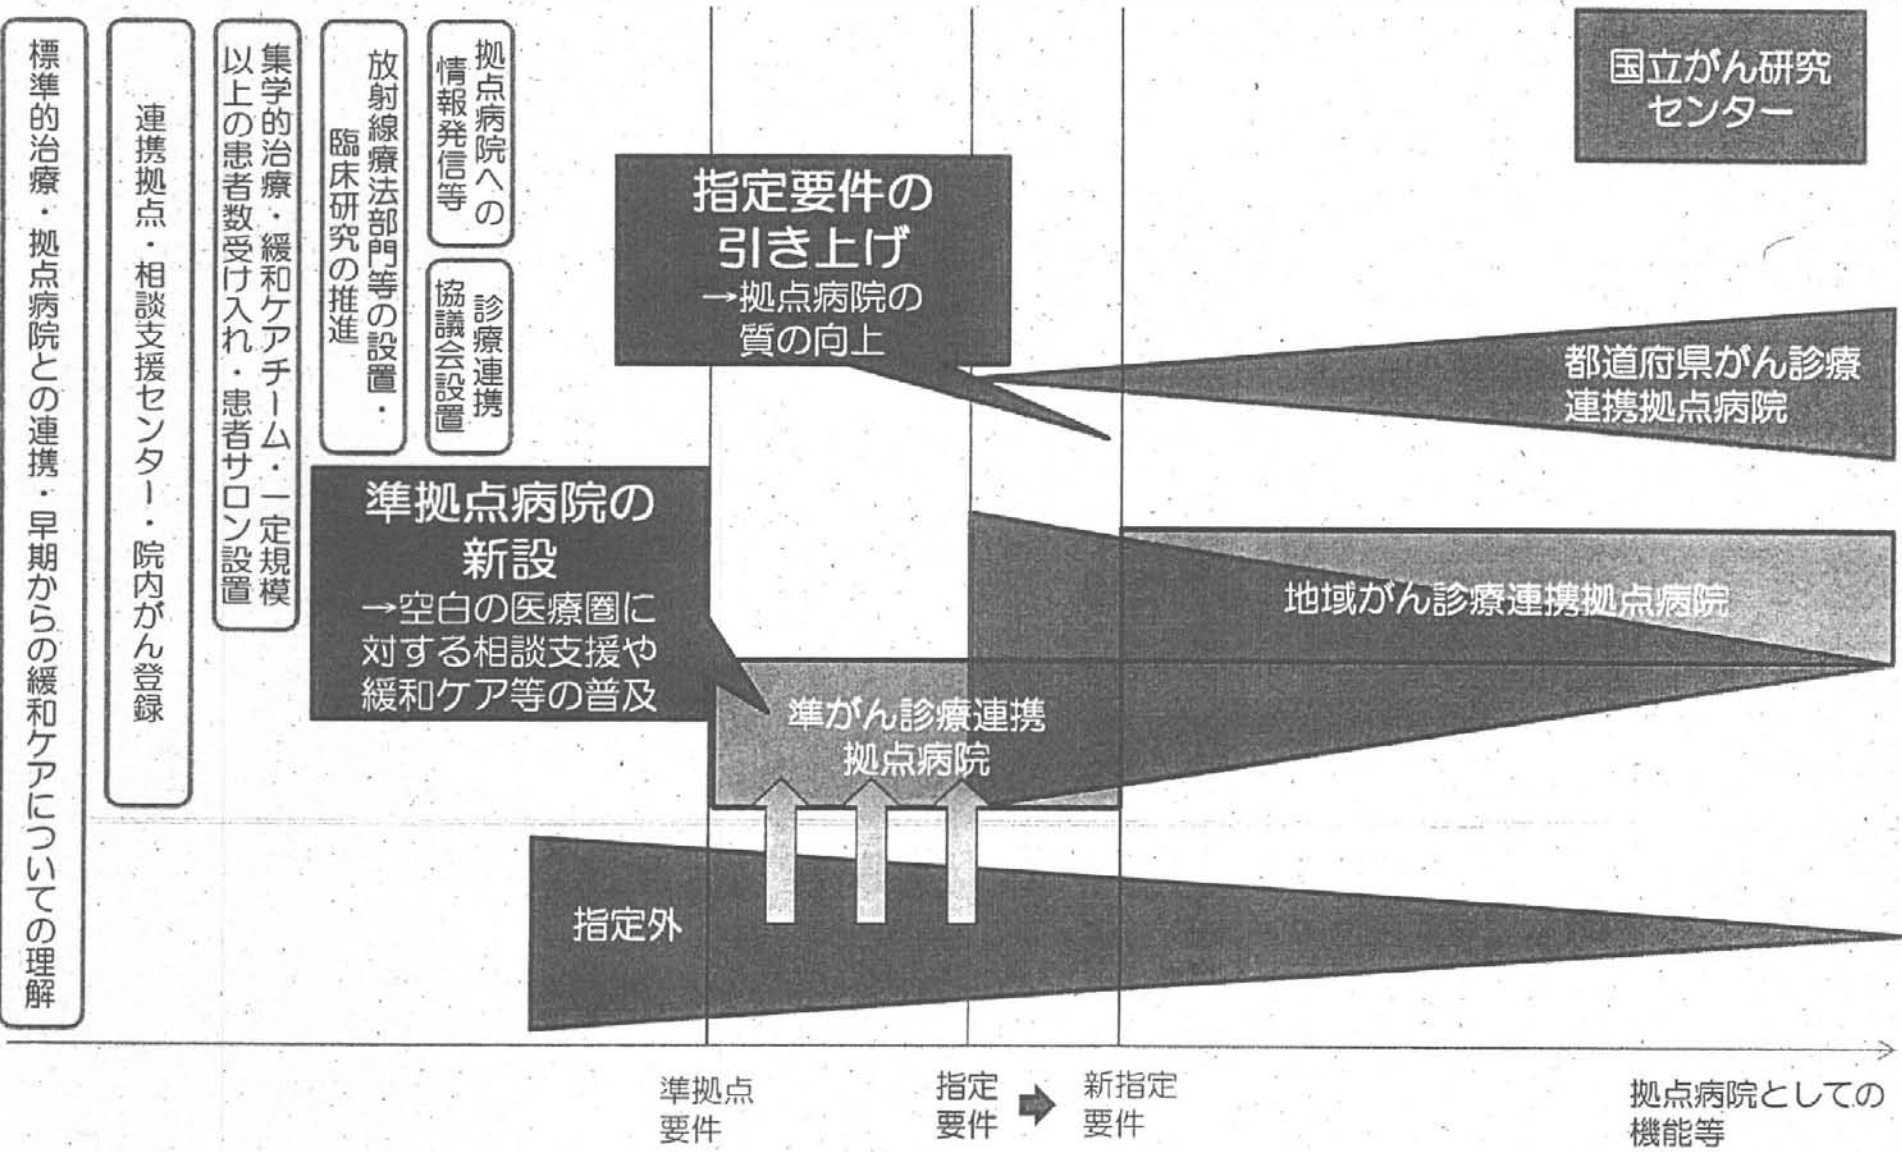 標準的治療・拠点病院との連携・早期からの緩和ケアについての理解
連携拠点・相談支援センター・院内がん登録
集学的治療・緩和ケアチーム・一定規模
以上の患者数受け入れ・患者サロン設置
放射線療法部門等の設置・
臨床研究の推進
拠点病院への
情報発信等
診療連携
協議会設置
国立がん研究
センター
指定要件の
引き上げ
→拠点病院の
質の向上
都道府県がん診療
連携拠点病院
準拠点病院の
新設
→空白の医療圏に
対する相談支援や
緩和ケア等の普及
地域がん診療連携拠点病院
準がん診療連携
拠点病院
指定外
準拠点
要件
指定
要件
新指定
要件
拠点病院としての
機能等